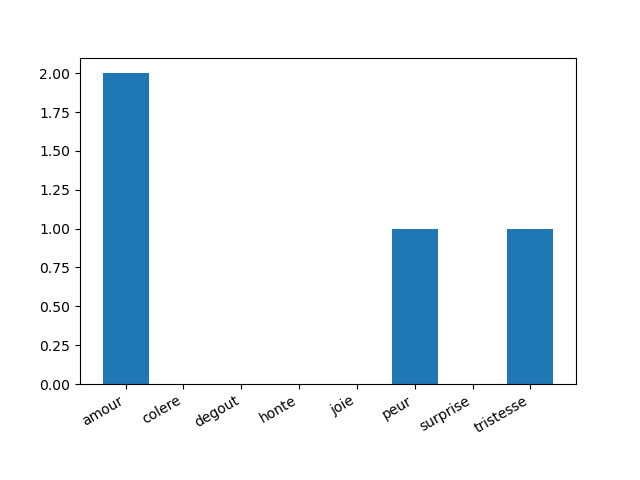 2.00
1.75
1.50
1.25
1.00
0.75
0.50
0.25
0.00
amour
colere
degout
honte
joie
peur
surprise
tristesse